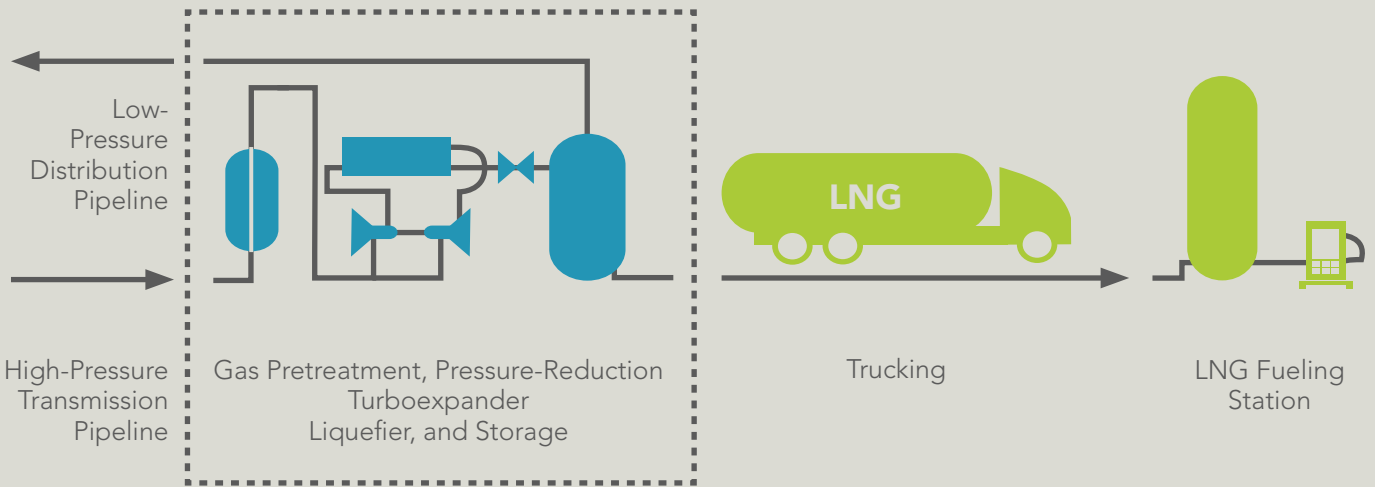 Low-
Pressure
Distribution
Pipeline
High-Pressure
Transmission
Pipeline
Gas Pretreatment, Pressure-Reduction
Turboexpander
Liquefier, and Storage
LNG
Trucking
LNG Fueling
Station